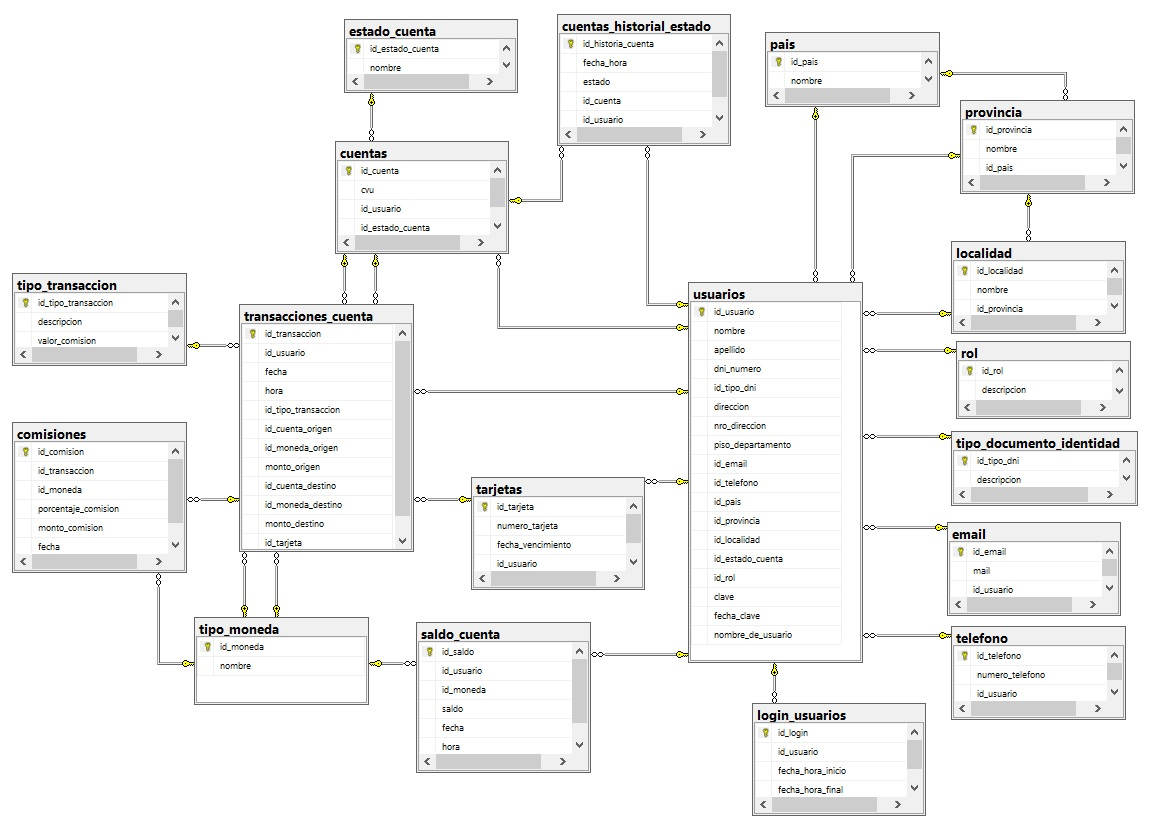 estado_cuenta
id_estado_cuenta
nombre
cuentas_historial_estado
id_historia_cuenta
fecha_hora
estado
id_cuenta
id_usuario
pais
id_pais
nombre
provincia
id_provincia
nombre
id_pais
cuentas
id_cuenta
cvu
id_usuario
id_estado_cuenta
localidad
id_localidad
nombre
id_provincia
tipo_transaccion
id_tipo_transaccion
descripcion
valor_comision
transacciones_cuenta
id_transaccion
id_usuario
fecha
hora
id_tipo_transaccion
id_cuenta_origen
id_moneda_origen
monto_origen
id_cuenta_destino
id_moneda_destino
monto_destino
id_tarjeta
usuarios
id_usuario
nombre
apellido
dni_numero
id_tipo_dni
direccion
nro_direccion
piso_departamento
id_email
id_telefono
id_pais
id_provincia
id_localidad
id_estado_cuenta
id_rol
clave
fecha_clave
nombre_de_usuario
rol
id_rol
descripcion
comisiones
id_comision
id_transaccion
id_moneda
porcentaje_comision
monto_comision
fecha
tipo_documento_identidad
id_tipo_dni
descripcion
tarjetas
id_tarjeta
numero_tarjeta
fecha_vencimiento
id_usuario
email
id_email
mail
id_usuario
tipo_moneda
id_moneda
nombre
saldo_cuenta
id_saldo
id_usuario
id_moneda
saldo
fecha
hora
telefono
id_telefono
numero_telefono
id_usuario
login_usuarios
id_login
id_usuario
fecha_hora_inicio
fecha_hora_final